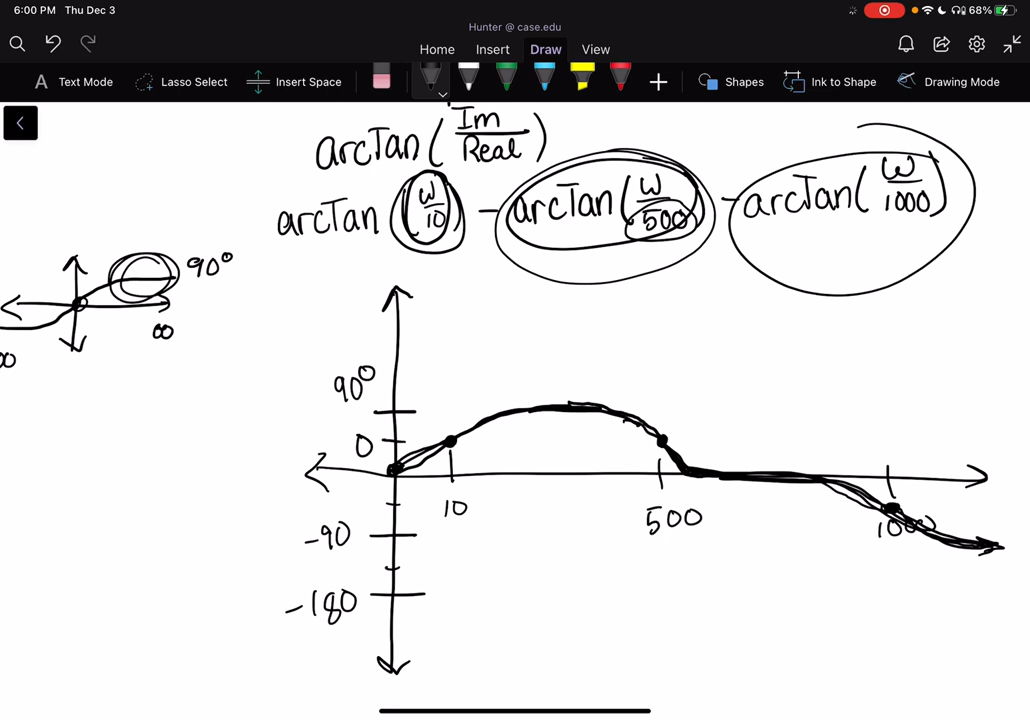 6:00 PM Thu Dec 3
68%
Hunter @ case.edu
Home Insert Draw View
Text Mode Lasso Select Insert Space Shapes Ink to Shape Drawing Mode
arcTan( Im/Real )
arcTan (ω/10) - arcTan(ω/500) - arcTan(ω/1000)
90°
∞
∞
90°
0
10
500
1000
-90
-180